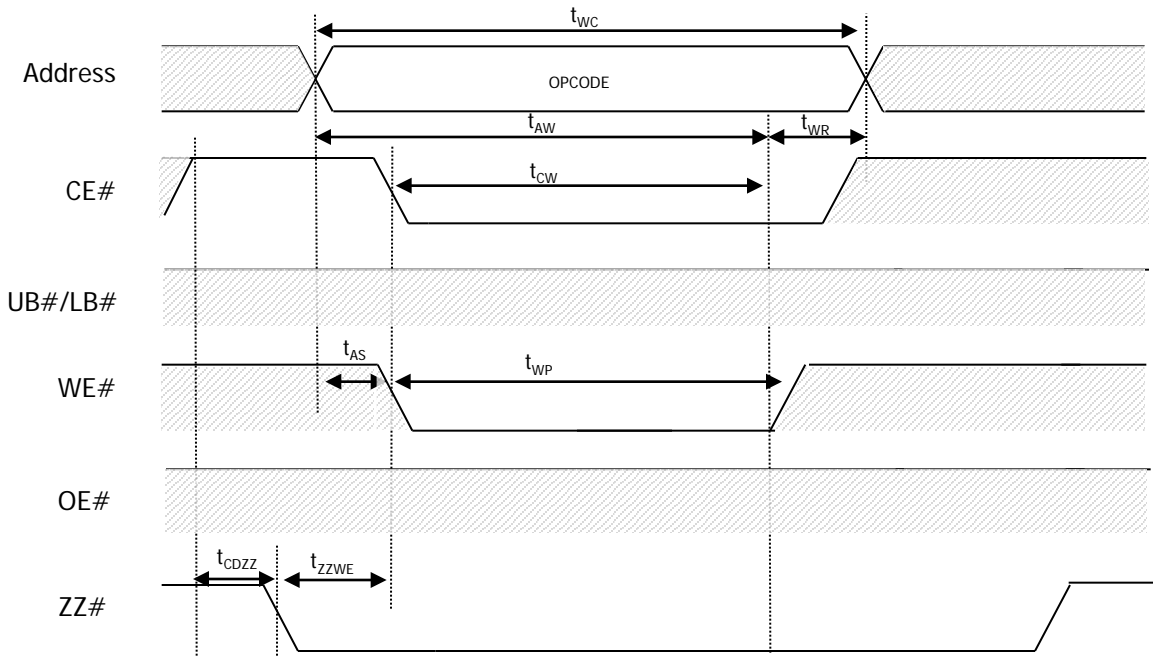 tWC
Address
OPCODE
tAW
tWR
CE#
tCW
UB#/LB#
tAS
tWP
WE#
OE#
tCDZZ
tZZWE
ZZ#